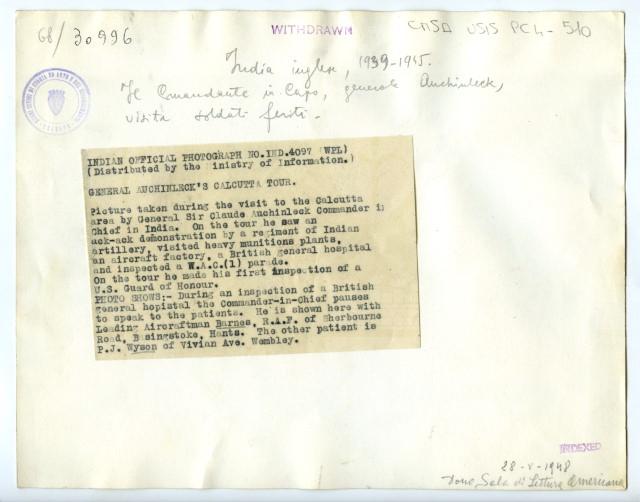 68/30996
WITHDRAWN
CASA USIS PCL- 510
India inglese, 1939-1945.
Il Comandante in Capo, generale Auchinleck,
visita soldati feriti.
INDIAN OFFICIAL PHOTOGRAPH NO.IND.4097 (WPL)
(Distributed by the Ministry of Information.)
GENERAL AUCHINLECK'S CALCUTTA TOUR.
Picture taken during the visit to the Calcutta
area by General Sir Claude Auchinleck Commander in
Chief in India. On the tour he saw an
ack-ack demonstration by a regiment of Indian
artillery, visited heavy munitions plants,
an aircraft factory, a British general hospital
and inspected a W.A.C.(1) parade.
On the tour he made his first inspection of a
U.S. Guard of Honour.
PHOTO SHOWS:- During an inspection of a British
general hopistal the Commander-in-Chief pauses
to speak to the patients. He is shown here with
Leading Aircraftman Barnes, R.A.F. of Sherbourne
Road, Basingstoke, Hants. The other patient is
P.J. Wyson of Vivian Ave. Wembley.
INDEXED
28-V-1948
Dono, Sala di Lettura Americana